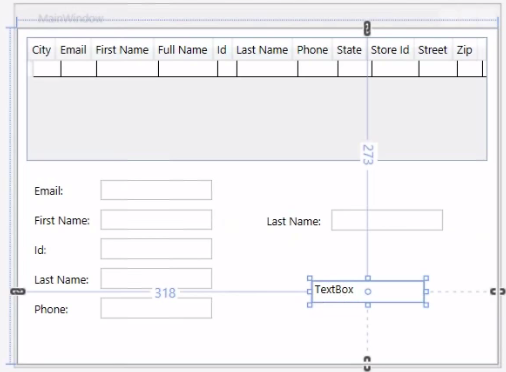 MainWindow
City Email First Name Full Name Id Last Name Phone State Store Id Street Zip
273
Email:
First Name:
Last Name:
Id:
Last Name:
318
TextBox
Phone: